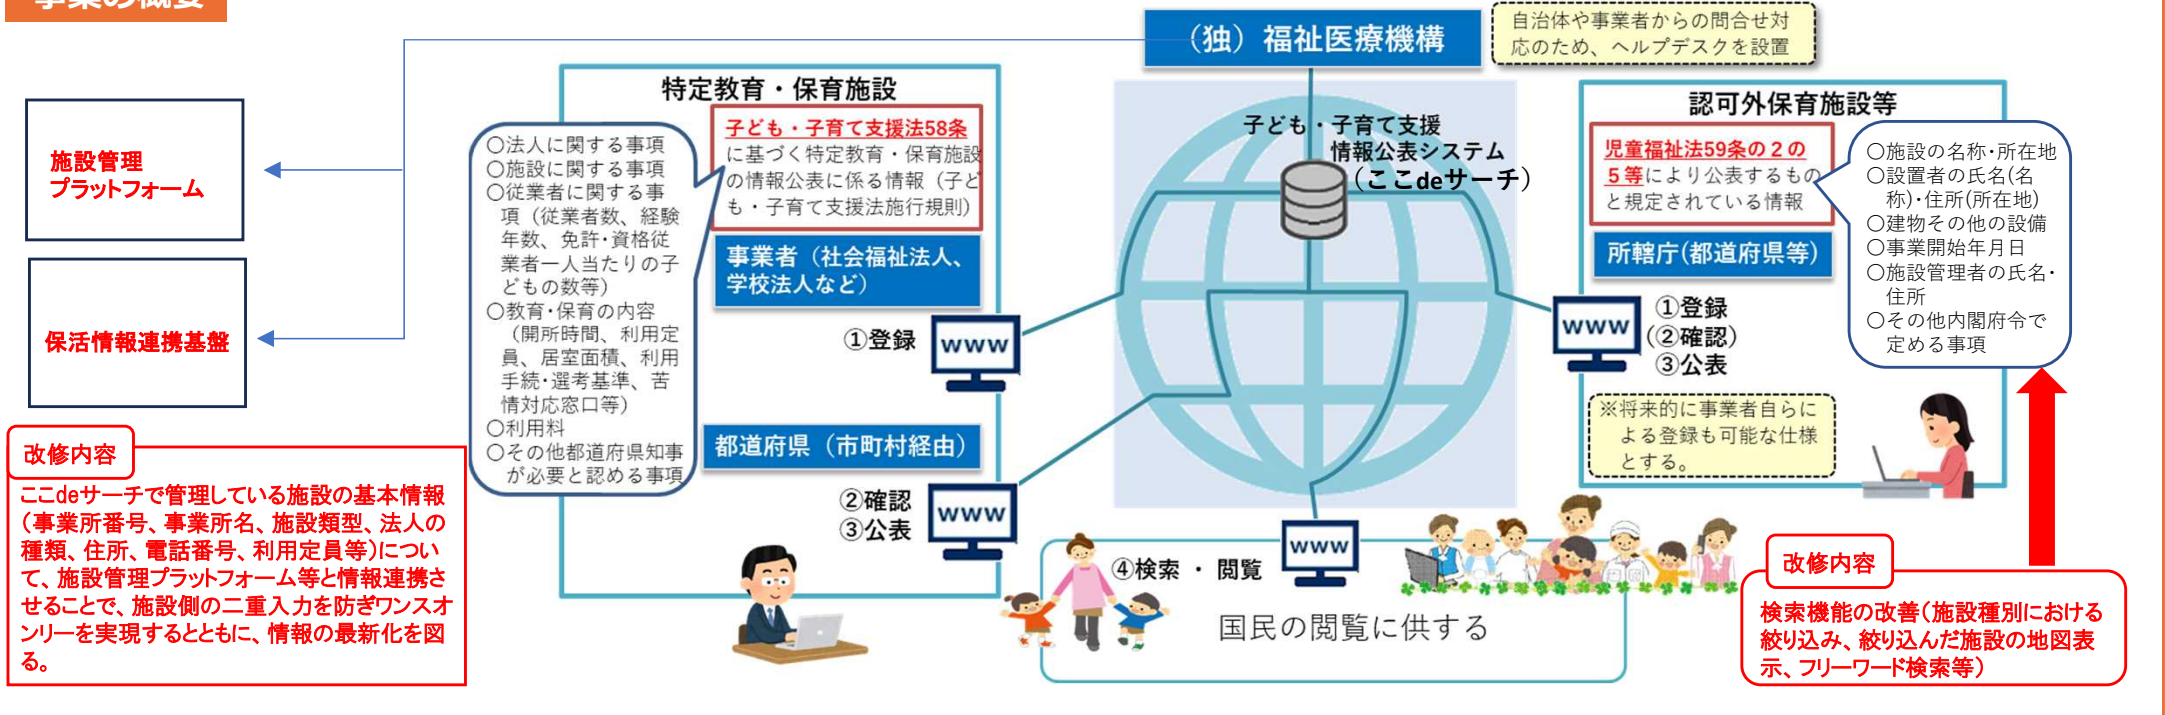 事業の概要
（独）福祉医療機構
自治体や事業者からの問合せ対
応のため、ヘルプデスクを設置
施設管理
プラットフォーム
保活情報連携基盤
改修内容
ここdeサーチで管理している施設の基本情報
（事業所番号、事業所名、施設類型、法人の
種類、住所、電話番号、利用定員等）につい
て、施設管理プラットフォーム等と情報連携さ
せることで、施設側の二重入力を防ぎワンスオ
ンリーを実現するとともに、情報の最新化を図
る。
特定教育・保育施設
〇法人に関する事項
〇施設に関する事項
〇従業者に関する事
項（従業者数、経験
年数、免許・資格従
業者一人当たりの子
どもの数等）
〇教育・保育の内容
（開所時間、利用定
員、居室面積、利用
手続・選考基準、苦
情対応窓口等）
〇利用料
〇その他都道府県知事
が必要と認める事項
子ども・子育て支援法58条
に基づく特定教育・保育施設
の情報公表に係る情報（子ど
も・子育て支援法施行規則）
事業者（社会福祉法人、
学校法人など）
①登録
www
都道府県（市町村経由）
②確認
③公表
www
子ども・子育て支援
情報公表システム
（ここdeサーチ）
認可外保育施設等
児童福祉法59条の２の
５等により公表するもの
と規定されている情報
所轄庁(都道府県等)
www
①登録
(②確認)
③公表
〇施設の名称・所在地
〇設置者の氏名(名
称)・住所(所在地)
〇建物その他の設備
〇事業開始年月日
〇施設管理者の氏名・
住所
〇その他内閣府令で
定める事項
※将来的に事業者自らに
よる登録も可能な仕様
とする。
④検索 ・ 閲覧
www
国民の閲覧に供する
改修内容
検索機能の改善（施設種別における
絞り込み、絞り込んだ施設の地図表
示、フリーワード検索等）